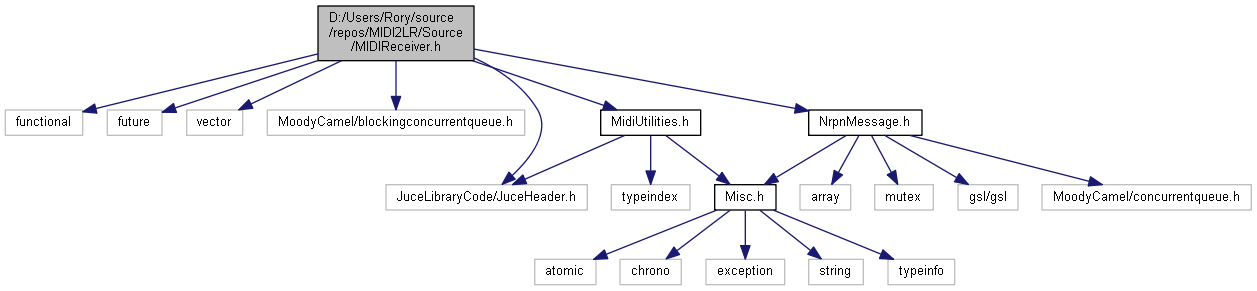 D:/Users/Rory/source
/repos/MIDI2LR/Source
/MIDIReceiver.h
functional
future
vector
MoodyCamel/blockingconcurrentqueue.h
MidiUtilities.h
NrpnMessage.h
JuceLibraryCode/JuceHeader.h
typeindex
Misc.h
array
mutex
gsl/gsl
MoodyCamel/concurrentqueue.h
atomic
chrono
exception
string
typeinfo